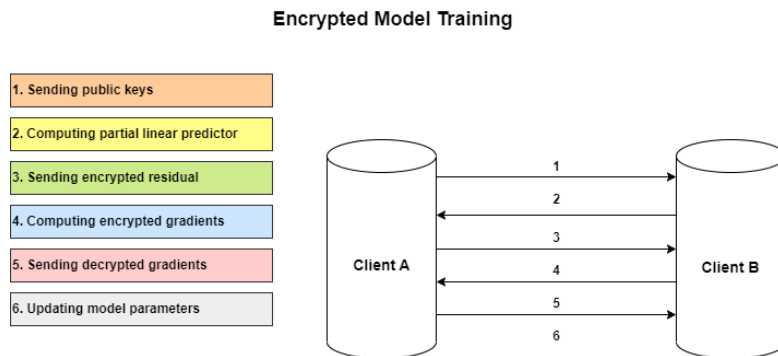 Encrypted Model Training
1. Sending public keys
2. Computing partial linear predictor
3. Sending encrypted residual
4. Computing encrypted gradients
5. Sending decrypted gradients
6. Updating model parameters
Client A
1
2
3
4
5
6
Client B